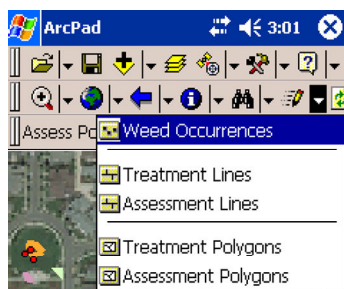 ArcPad 3:01
Assess Po
Weed Occurrences
Treatment Lines
Assessment Lines
Treatment Polygons
Assessment Polygons